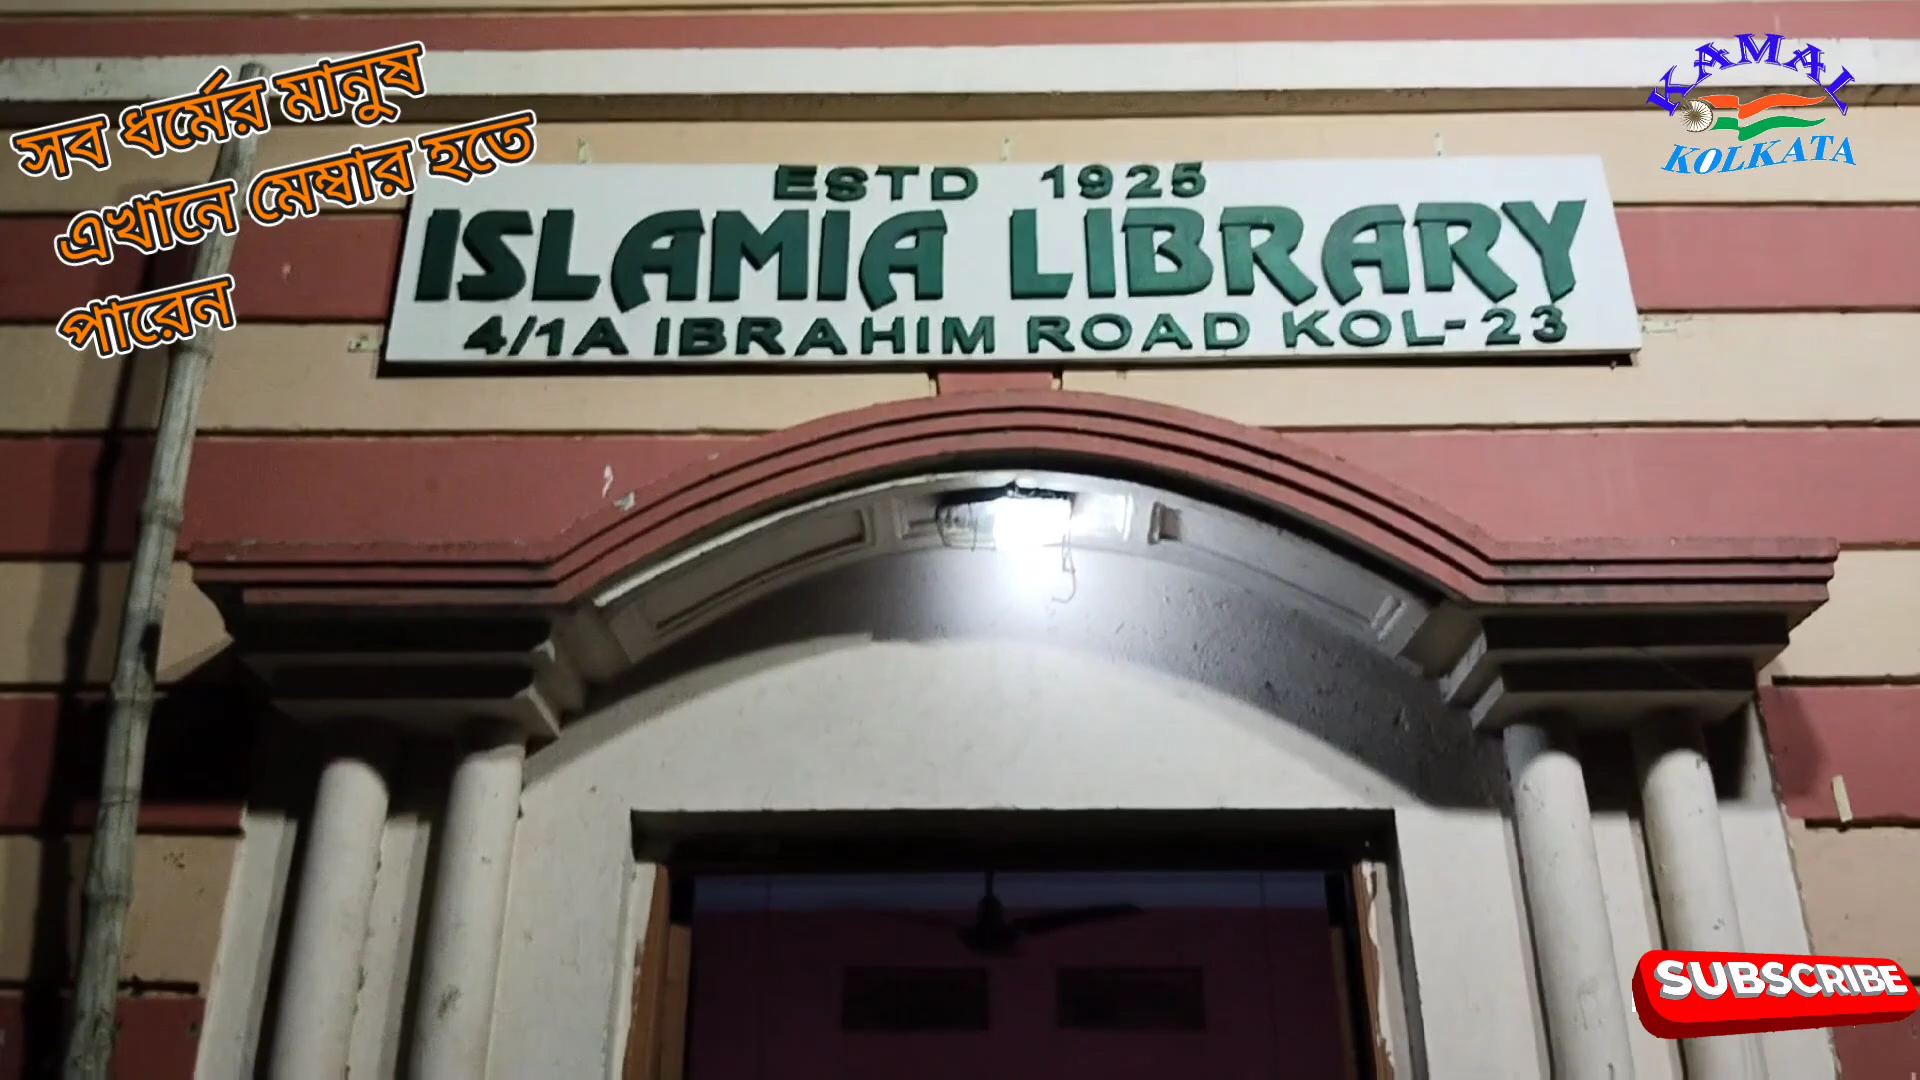 সব ধর্মের মানুষ
এখানে মেম্বার হতে
পারেন
KAMAL
KOLKATA
ESTD 1925
ISLAMIA LIBRARY
4/1A IBRAHIM ROAD KOL-23
SUBSCRIBE